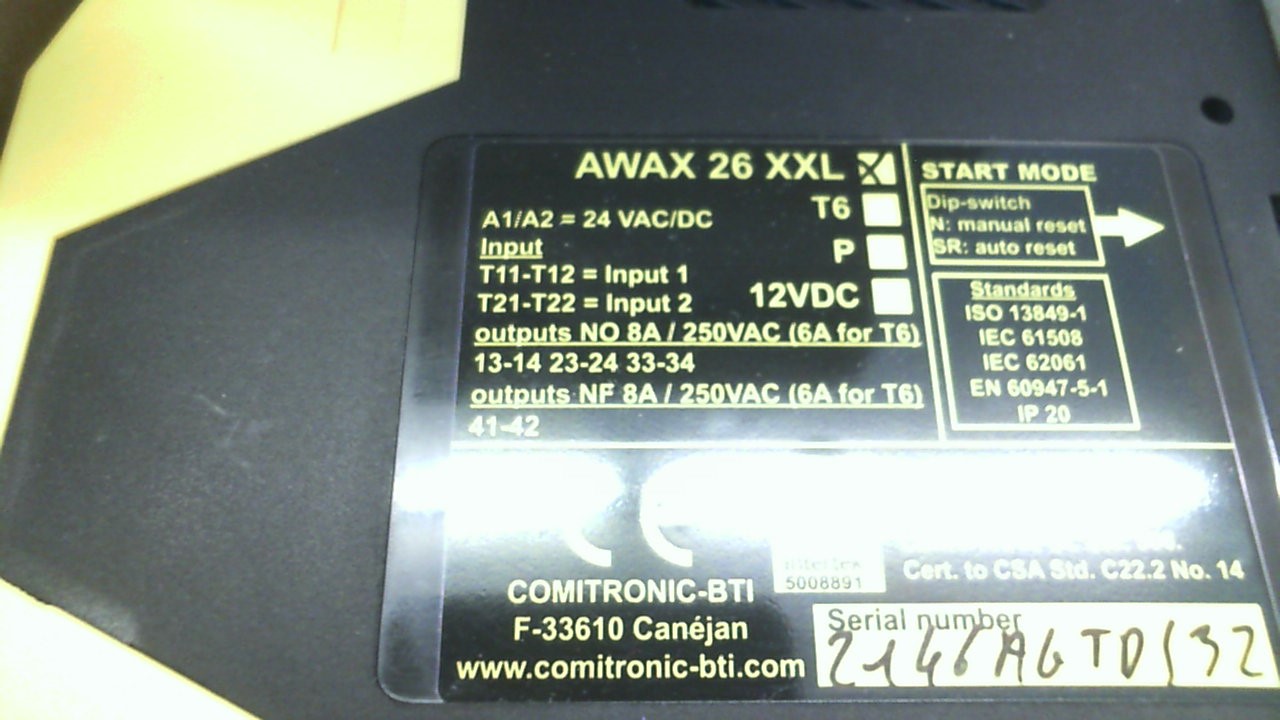 AWAX 26 XXL
T6
A1/A2 = 24 VAC/DC
Input
P
T11-T12 = Input 1
T21-T22 = Input 2
12VDC
outputs NO 8A / 250VAC (6A for T6)
13-14 23-24 33-34
outputs NF 8A / 250VAC (6A for T6)
41-42
START MODE
Dip-switch
N: manual reset
SR: auto reset
Standards
ISO 13849-1
IEC 61508
IEC 62061
EN 60947-5-1
IP 20
CE
COMITRONIC-BTI
F-33610 Canéjan
www.comitronic-bti.com
Intertek
5008891
Cert. to CSA Std. C22.2 No. 14
Serial number